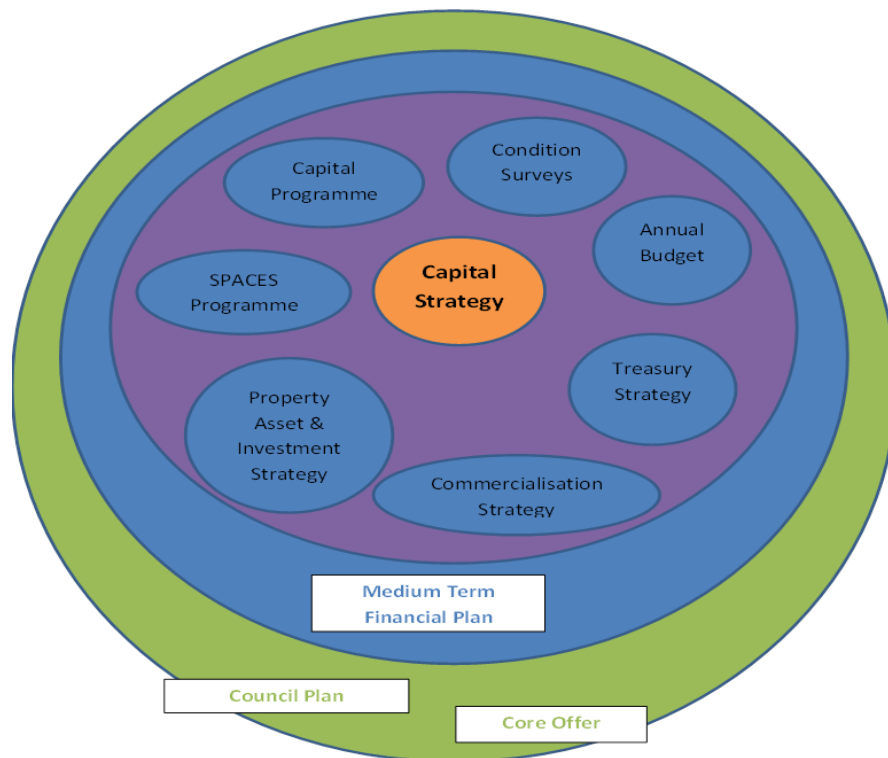 Condition
Surveys
Capital
Programme
Annual
Budget
Capital
Strategy
SPACES
Programme
Treasury
Strategy
Property
Asset &
Investment
Strategy
Commercialisation
Strategy
Medium Term
Financial Plan
Council Plan
Core Offer